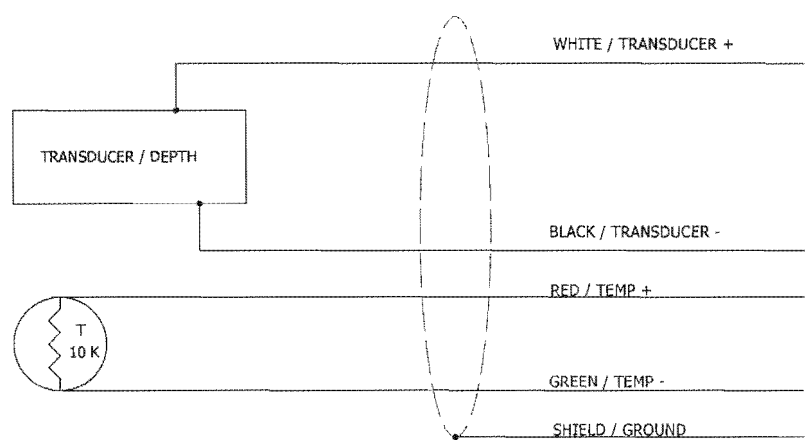 WHITE / TRANSDUCER +
TRANSDUCER / DEPTH
BLACK / TRANSDUCER -
RED / TEMP +
T
10 K
GREEN / TEMP -
SHIELD / GROUND